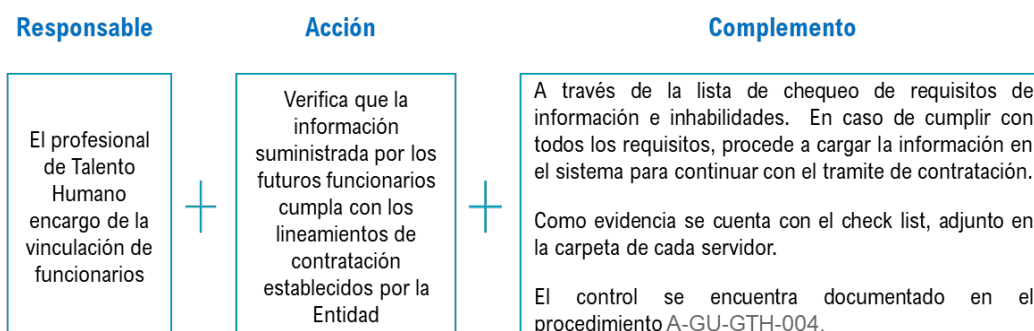 Responsable
Acción
Complemento
El profesional
de Talento
Humano
encargo de la
vinculación de
funcionarios
Verifica que la
información
suministrada por los
futuros funcionarios
cumpla con los
lineamientos de
contratación
establecidos por la
Entidad
A través de la lista de chequeo de requisitos de
información e inhabilidades. En caso de cumplir con
todos los requisitos, procede a cargar la información en
el sistema para continuar con el tramite de contratación.
Como evidencia se cuenta con el check list, adjunto en
la carpeta de cada servidor.
El control se encuentra documentado en el
procedimiento A-GU-GTH-004.